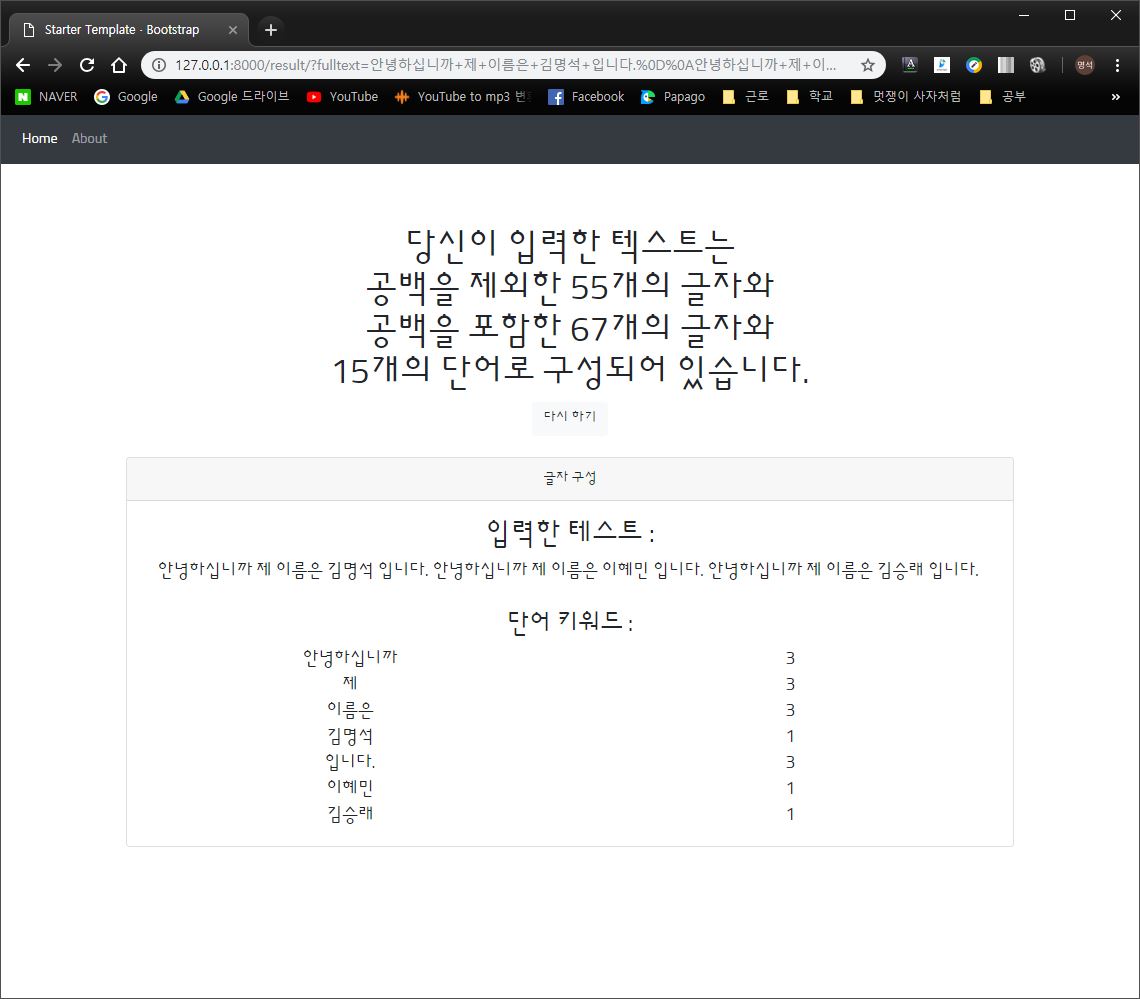 Starter Template · Bootstrap
127.0.0.1:8000/result/?fulltext=안녕하십니까+제+이름은+김명석+입니다.%0D%0A안녕하십니까+제+이...
명석
NAVER Google Google 드라이브 YouTube YouTube to mp3 변 Facebook Papago 근로 학교 멋쟁이 사자처럼 공부 »
Home About
당신이 입력한 텍스트는
공백을 제외한 55개의 글자와
공백을 포함한 67개의 글자와
15개의 단어로 구성되어 있습니다.
다시 하기
글자 구성
입력한 테스트 :
안녕하십니까 제 이름은 김명석 입니다. 안녕하십니까 제 이름은 이혜민 입니다. 안녕하십니까 제 이름은 김승래 입니다.
단어 키워드 :
안녕하십니까 3
제 3
이름은 3
김명석 1
입니다. 3
이혜민 1
김승래 1